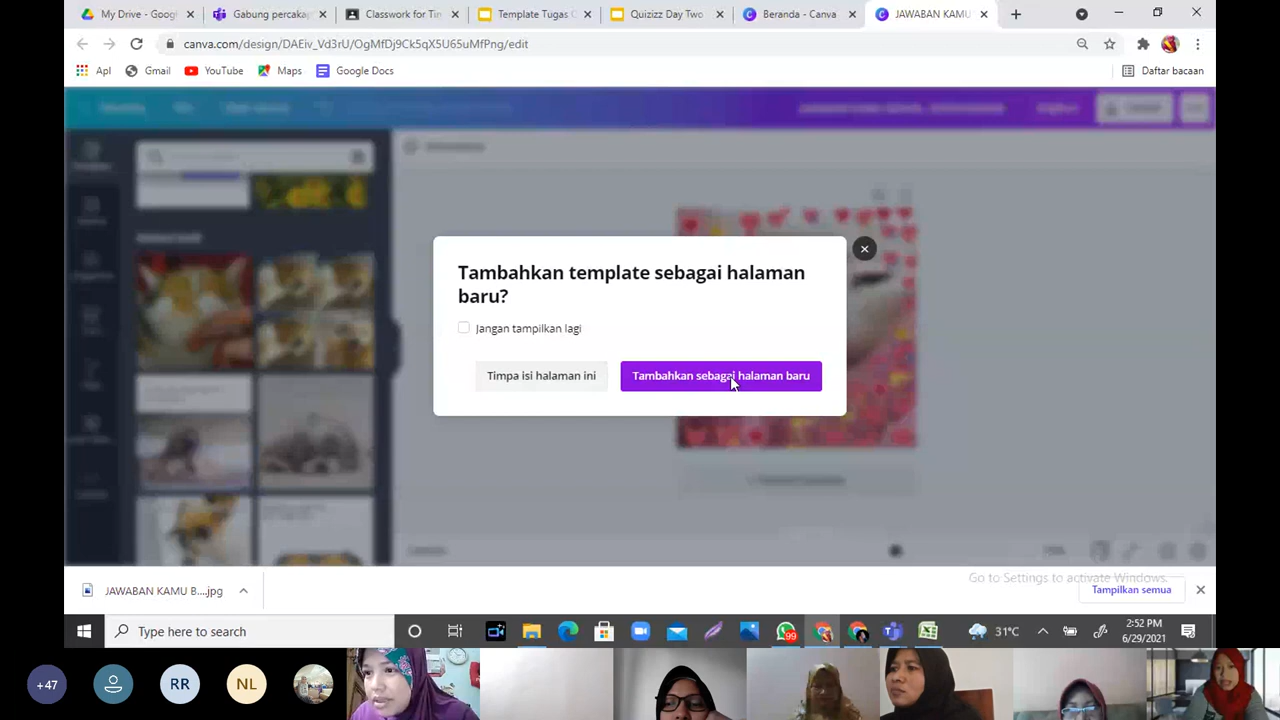 My Drive - Googl
Gabung percakap
Classwork for Tin
Template Tugas
Quizizz Day Two
Beranda - Canva
JAWABAN KAMU
canva.com/design/DAEiv_Vd3rU/OgMfDj9Ck5qX5U65uMfPng/edit
Apl
Gmail
YouTube
Maps
Google Docs
Daftar bacaan
Tambahkan template sebagai halaman
baru?
Jangan tampilkan lagi
Timpa isi halaman ini
Tambahkan sebagai halaman baru
Go to Settings to activate Windows.
JAWABAN KAMU B....jpg
Tampilkan semua
Type here to search
99
31°C
2:52 PM
6/29/2021
+47
RR
NL